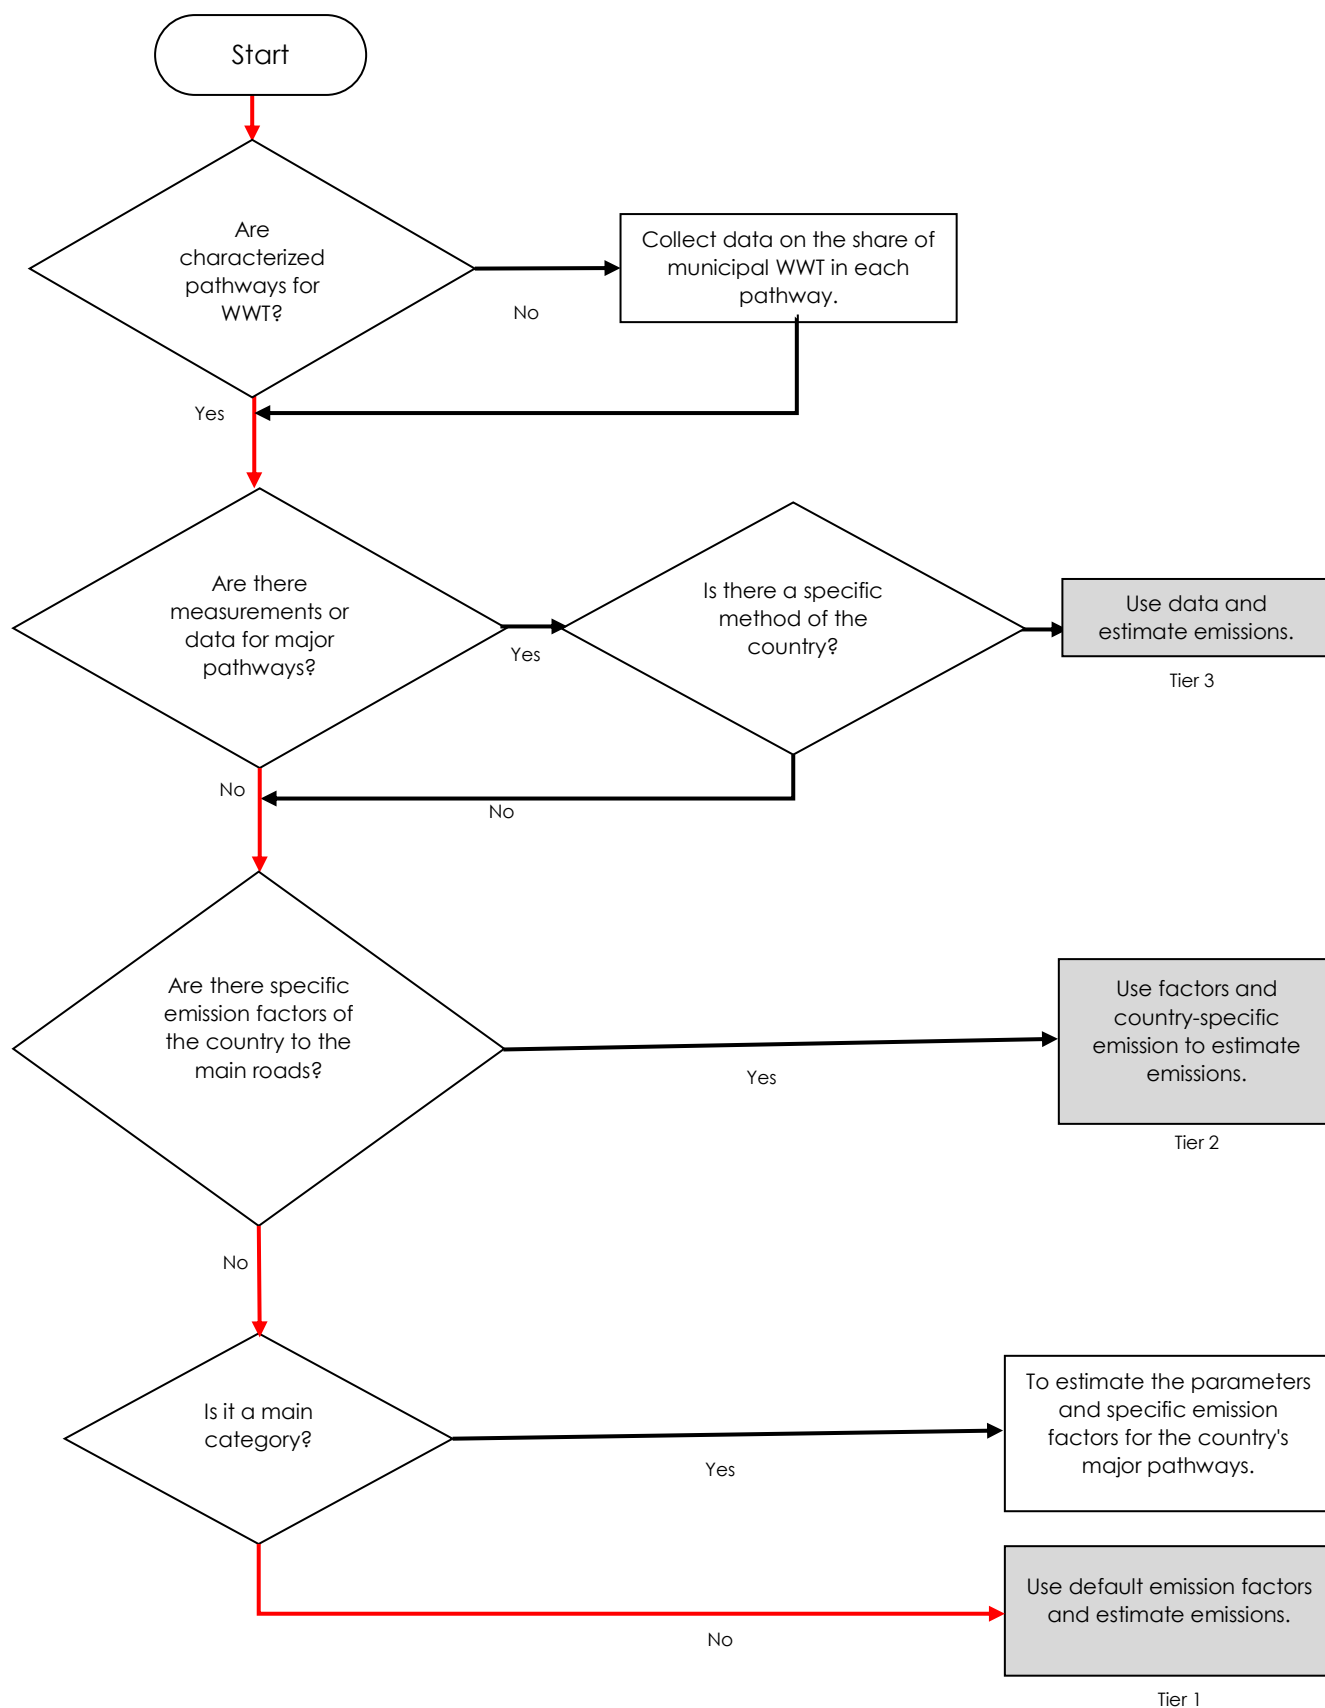 Start
Are
characterized
pathways for
WWT?
Collect data on the share of
municipal WWT in each
pathway.
No
Yes
Are there
measurements or
data for major
pathways?
Yes
Is there a specific
method of the
country?
Use data and
estimate emissions.
Tier 3
No
No
Are there specific
emission factors of
the country to the
main roads?
Yes
Use factors and
country-specific
emission to estimate
emissions.
Tier 2
No
Is it a main
category?
Yes
To estimate the parameters
and specific emission
factors for the country's
major pathways.
Use default emission factors
and estimate emissions.
No
Tier 1